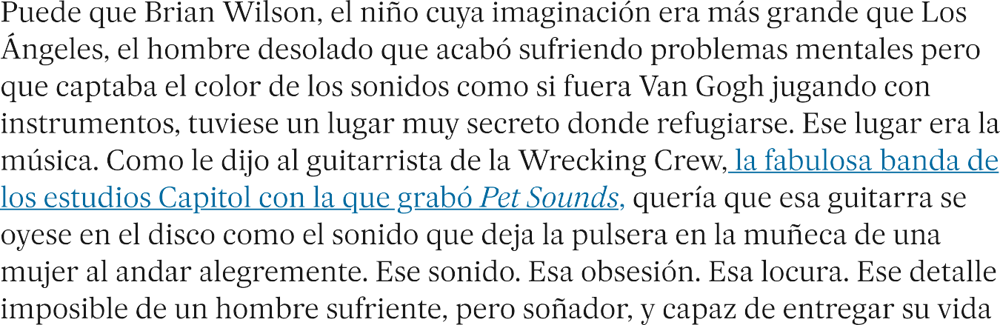 Puede que Brian Wilson, el niño cuya imaginación era más grande que Los
Ángeles, el hombre desolado que acabó sufriendo problemas mentales pero
que captaba el color de los sonidos como si fuera Van Gogh jugando con
instrumentos, tuviese un lugar muy secreto donde refugiarse. Ese lugar era la
música. Como le dijo al guitarrista de la Wrecking Crew, la fabulosa banda de
los estudios Capitol con la que grabó Pet Sounds, quería que esa guitarra se
oyese en el disco como el sonido que deja la pulsera en la muñeca de una
mujer al andar alegremente. Ese sonido. Esa obsesión. Esa locura. Ese detalle
imposible de un hombre sufriente, pero soñador, y capaz de entregar su vida